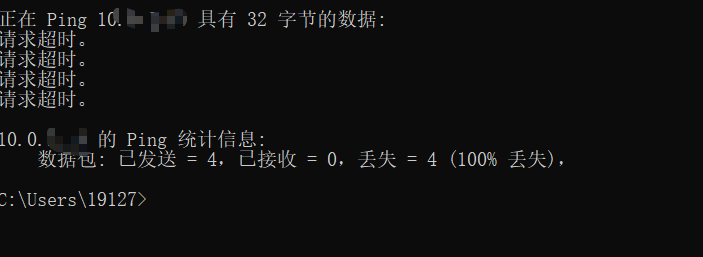 正在 Ping 10. 具有 32 字节的数据:
请求超时。
请求超时。
请求超时。
请求超时。
10.0. 的 Ping 统计信息:
数据包: 已发送 = 4，已接收 = 0，丢失 = 4 (100% 丢失)，
C:\Users\19127>